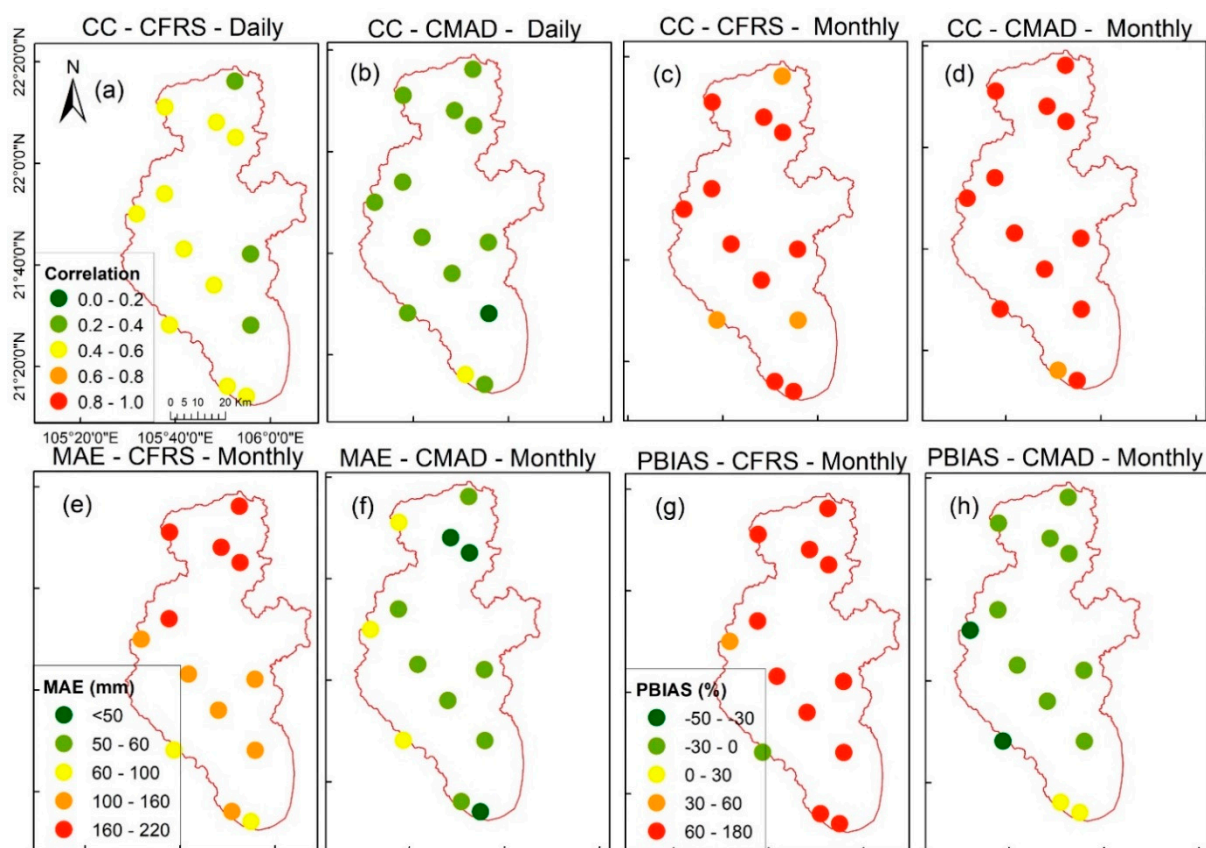 CC - CFRS - Daily
CC - CMAD - Daily
CC - CFRS - Monthly
CC - CMAD - Monthly
(a)
N
(b)
(c)
(d)
22°20'0"N
22°0'0"N
21°40'0"N
21°20'0"N
Correlation
0.0 - 0.2
0.2 - 0.4
0.4 - 0.6
0.6 - 0.8
0.8 - 1.0
0 5 10 20 Km
105°20'0"E
105°40'0"E
106°0'0"E
MAE - CFRS - Monthly
MAE - CMAD - Monthly
PBIAS - CFRS - Monthly
PBIAS - CMAD - Monthly
(e)
(f)
(g)
(h)
MAE (mm)
<50
50 - 60
60 - 100
100 - 160
160 - 220
PBIAS (%)
-50 - -30
-30 - 0
0 - 30
30 - 60
60 - 180